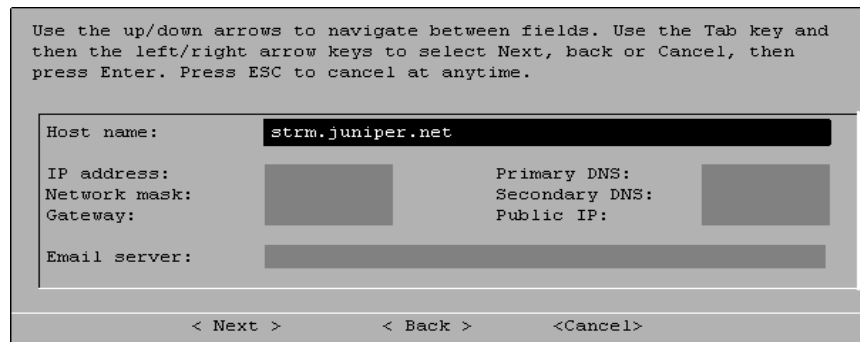 Use the up/down arrows to navigate between fields. Use the Tab key and
then the left/right arrow keys to select Next, back or Cancel, then
press Enter. Press ESC to cancel at anytime.
Host name: strm.juniper.net
IP address: Primary DNS:
Network mask: Secondary DNS:
Gateway: Public IP:
Email server:
< Next > < Back > <Cancel>